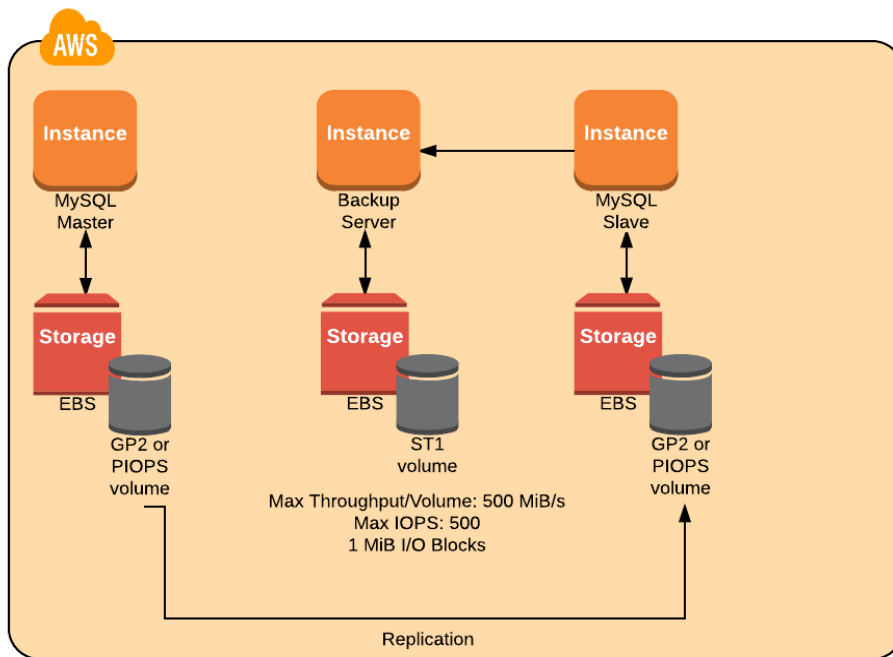 AWS
Instance
MySQL
Master
Storage
EBS
GP2 or
PIOPS
volume
Instance
Backup
Server
Storage
EBS
ST1
volume
Max Throughput/Volume: 500 MiB/s
Max IOPS: 500
1 MiB I/O Blocks
Instance
MySQL
Slave
Storage
EBS
GP2 or
PIOPS
volume
Replication